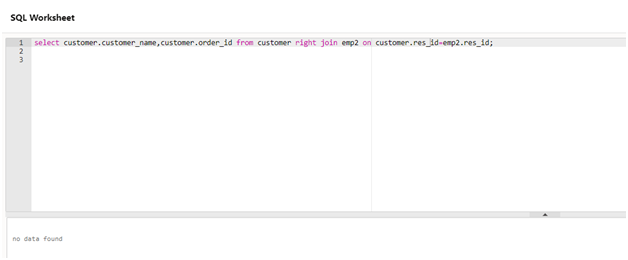 SQL Worksheet
1 select customer.customer_name,customer.order_id from customer right join emp2 on customer.res_id=emp2.res_id;
2
3
no data found